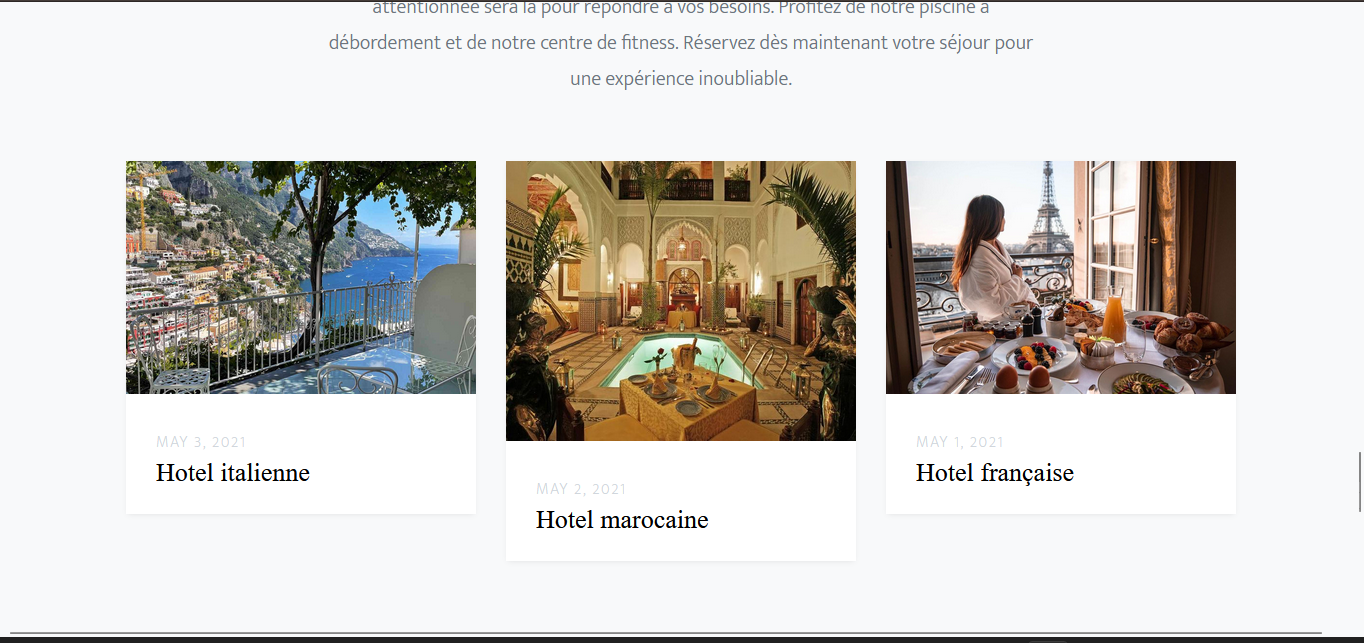 attentionnée sera là pour répondre à vos besoins. Profitez de notre piscine à
débordement et de notre centre de fitness. Réservez dès maintenant votre séjour pour
une expérience inoubliable.
MAY 3, 2021
Hotel italienne
MAY 2, 2021
Hotel marocaine
MAY 1, 2021
Hotel française